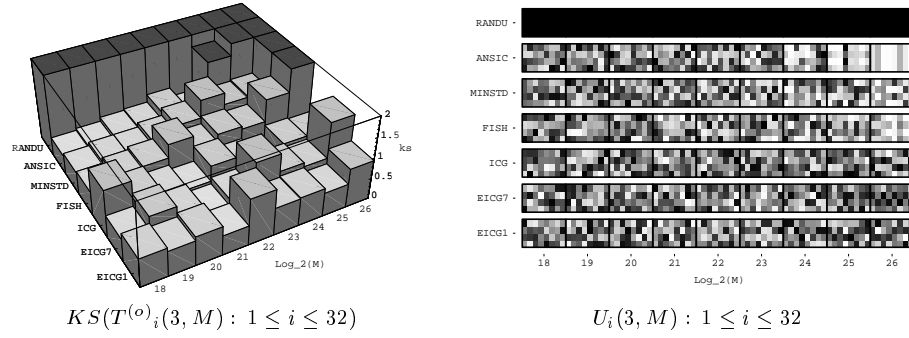 RANDU
ANSIC
MINSTD
FISH
ICG
EICG7
EICG1
18
19
20
21
22
23
24
25
26
Log_2(M)
0
0.5
1
1.5
2
ks
KS(T^{(o)}_i(3, M) : 1 ≤ i ≤ 32)
RANDU
ANSIC
MINSTD
FISH
ICG
EICG7
EICG1
18 19 20 21 22 23 24 25 26
Log_2(M)
U_i(3, M) : 1 ≤ i ≤ 32